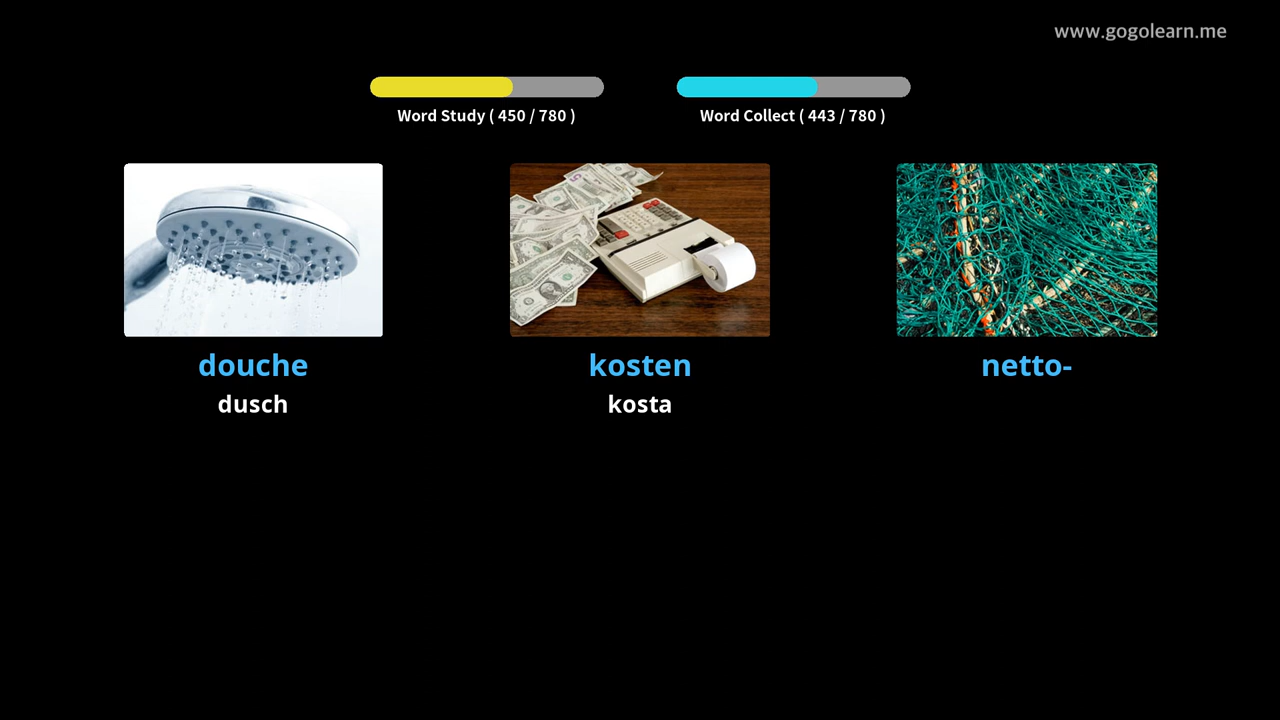 www.gogolearn.me
Word Study ( 450 / 780 )
Word Collect ( 443 / 780 )
douche
dusch
kosten
kosta
netto-